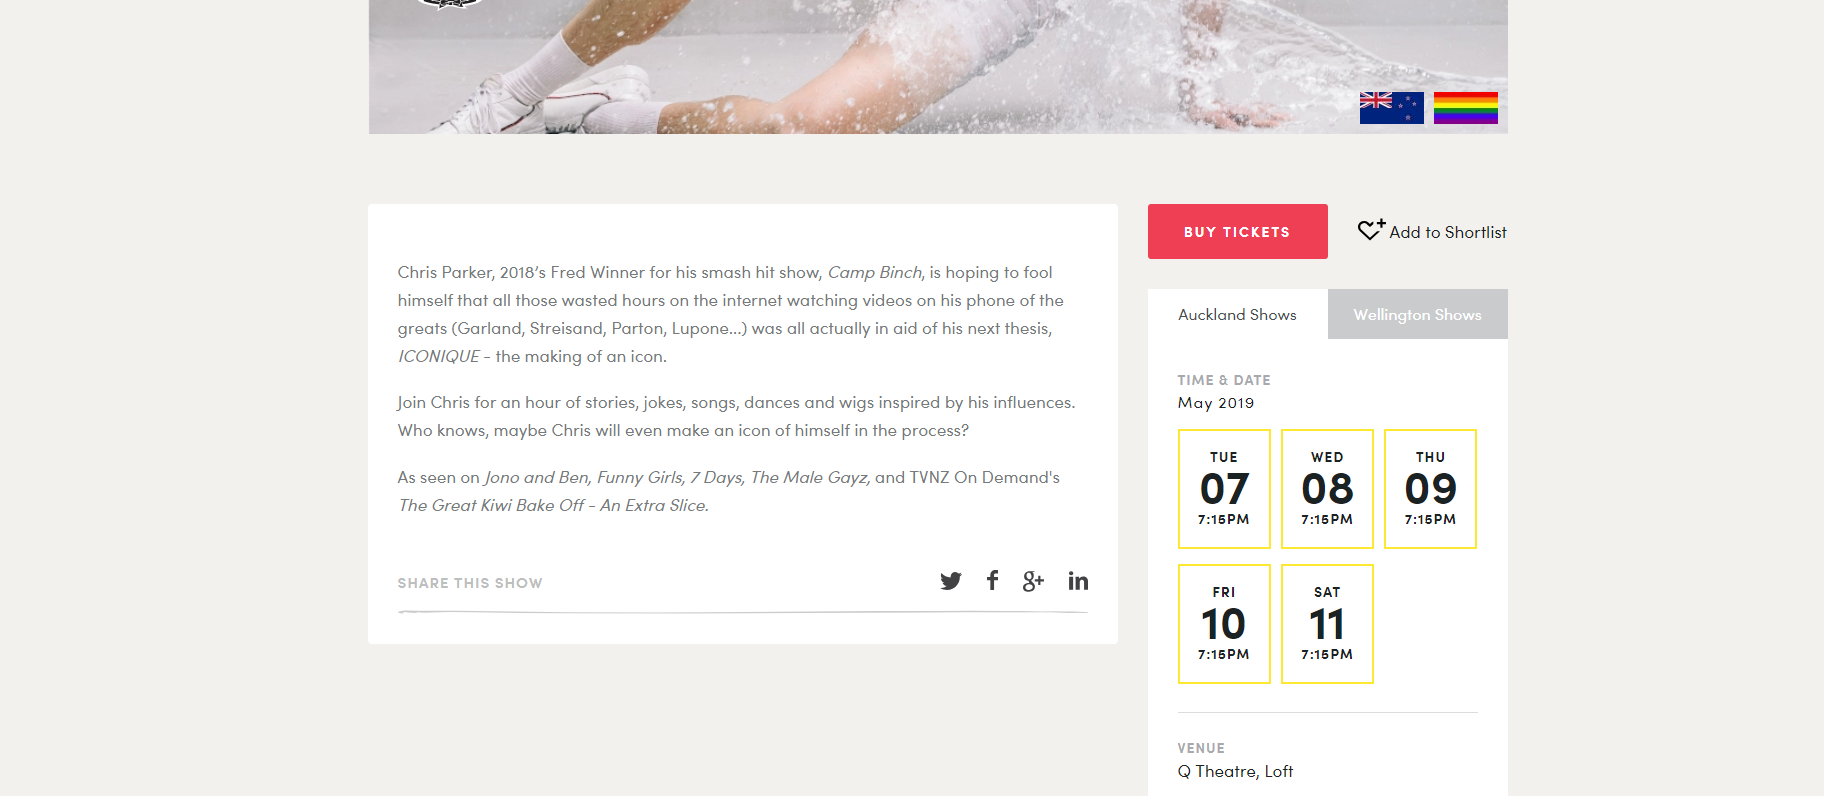 Chris Parker, 2018’s Fred Winner for his smash hit show, Camp Binch, is hoping to fool
himself that all those wasted hours on the internet watching videos on his phone of the
greats (Garland, Streisand, Parton, Lupone...) was all actually in aid of his next thesis,
ICONIQUE - the making of an icon.
Join Chris for an hour of stories, jokes, songs, dances and wigs inspired by his influences.
Who knows, maybe Chris will even make an icon of himself in the process?
As seen on Jono and Ben, Funny Girls, 7 Days, The Male Gayz, and TVNZ On Demand's
The Great Kiwi Bake Off - An Extra Slice.
SHARE THIS SHOW
BUY TICKETS
Add to Shortlist
Auckland Shows
Wellington Shows
TIME & DATE
May 2019
TUE
07
7:15PM
WED
08
7:15PM
THU
09
7:15PM
FRI
10
7:15PM
SAT
11
7:15PM
VENUE
Q Theatre, Loft